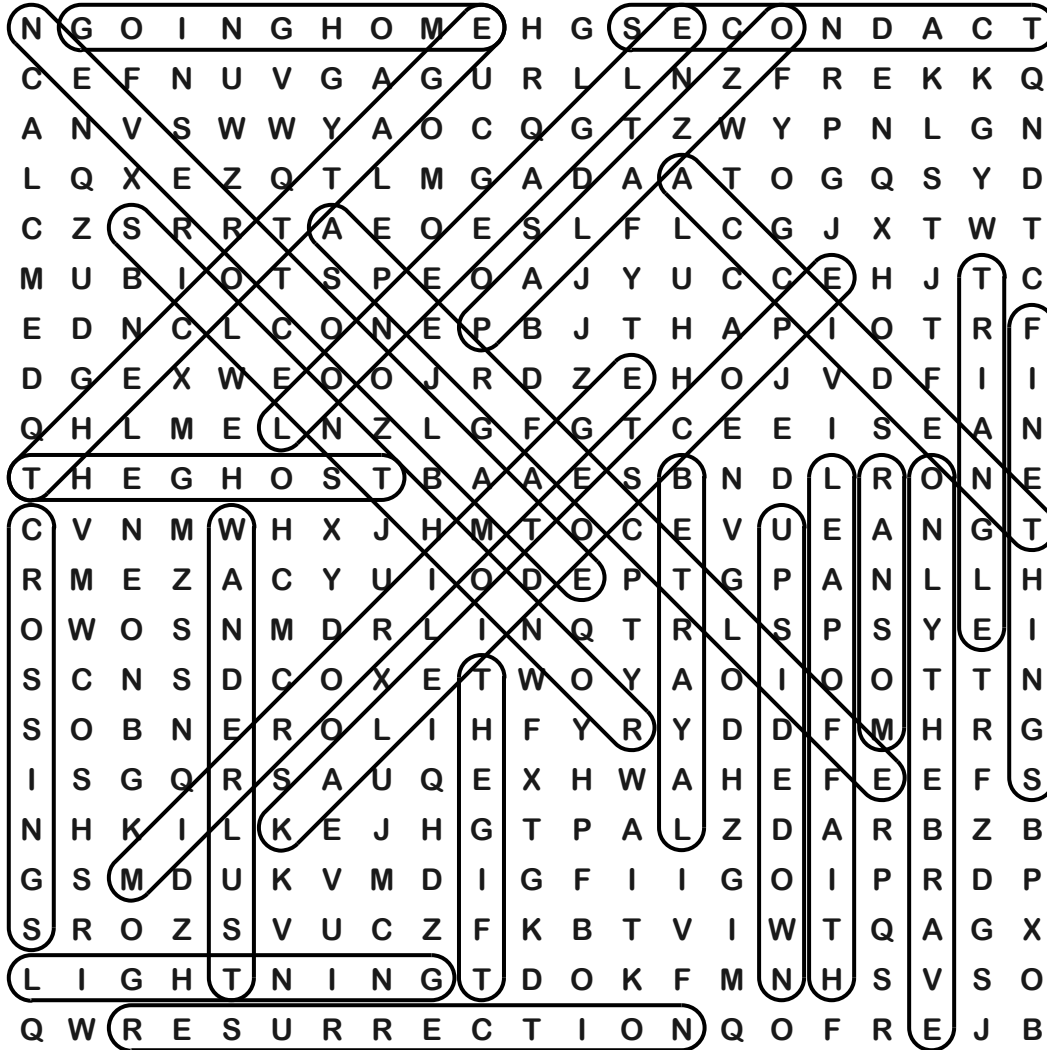 N G O I N G H O M E H G S E C O N D A C T
C E F N U V G A G U R L L N Z F R E K K Q
A N V S W W Y A O C Q G T Z W Y P N L G N
L Q X E Z Q T L M G A D A A T O G Q S Y D
C Z S R R T A E O E S L F L C G J X T W T
M U B I O T S P E O A J Y U C C E H J T C
E D N C L C O N E P B J T H A P I O T R F
D G E X W E O O J R D Z E H O J V D F I I
Q H L M E L N Z L G F G T C E E I S E A N
T H E G H O S T B A A E S B N D L R O N E
C V N M W H X J H M T O C E V U E A N G T
R M E Z A C Y U I O D E P T G P A N L L H
O W O S N M D R L I N Q T R L S P S Y E I
S C N S D C O X E T W O Y A O I O O T T N
S O B N E R O L I H F Y R Y D D F M H R G
I S G Q R S A U Q E X H W A H E F E E F S
N H K I L K E J H G T P A L Z D A R B Z B
G S M D U K V M D I G F I I G O I P R D P
S R O Z S V U C Z F K B T V I W T Q A G X
L I G H T N I N G T D O K F M N H S V S O
Q W R E S U R R E C T I O N Q O F R E J B